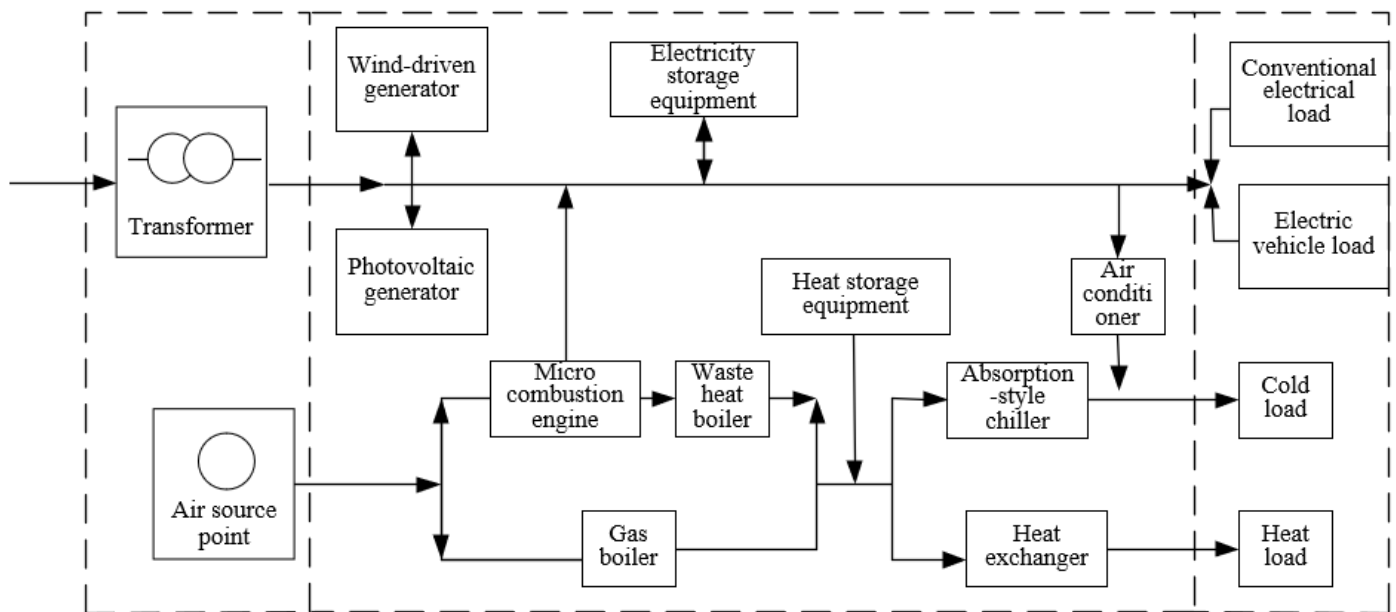 Wind-driven
generator
Electricity
storage
equipment
Conventional
electrical
load
Transformer
Photovoltaic
generator
Electric
vehicle load
Heat storage
equipment
Air
conditi
oner
Micro
combustion
engine
Waste
heat
boiler
Absorption
-style
chiller
Cold
load
Air source
point
Gas
boiler
Heat
exchanger
Heat
load